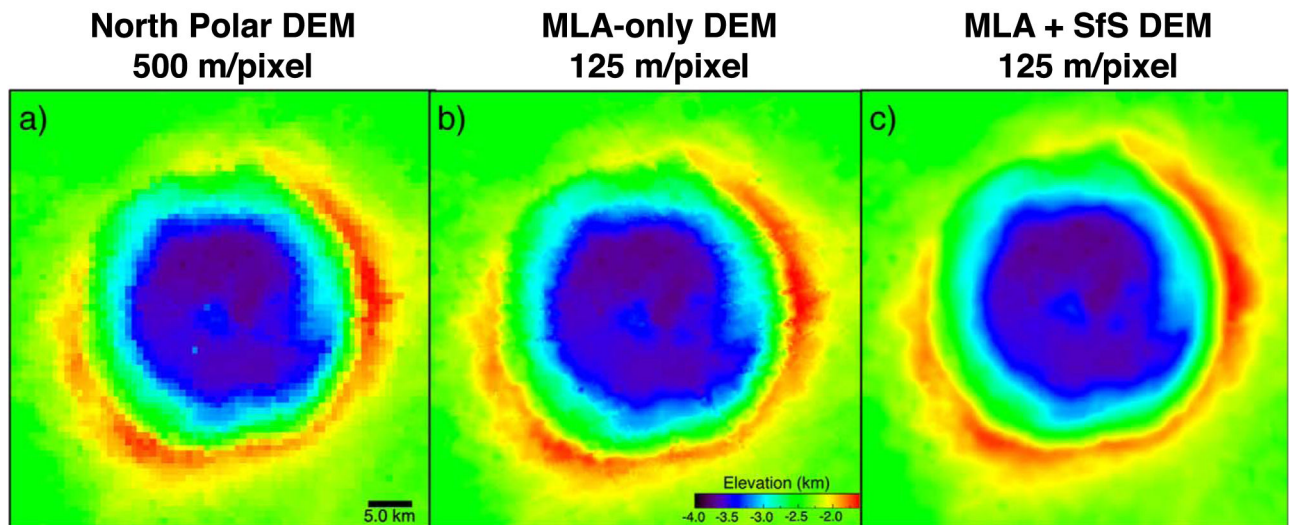 North Polar DEM
500 m/pixel
MLA-only DEM
125 m/pixel
MLA + SfS DEM
125 m/pixel
a)
b)
c)
5.0 km
Elevation (km)
-4.0 -3.5 -3.0 -2.5 -2.0